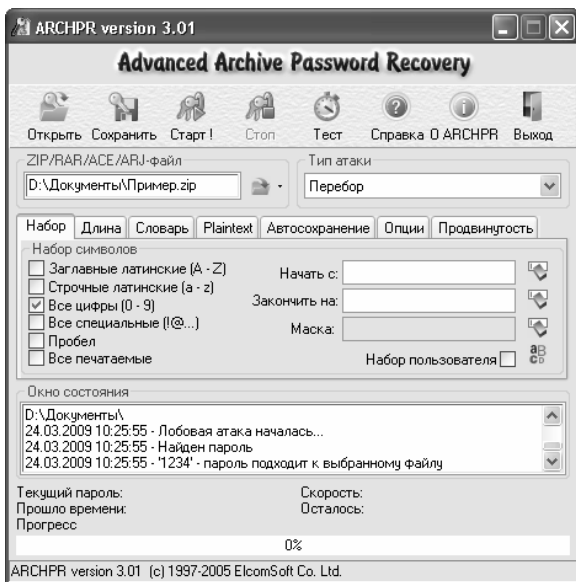 ARCHPR version 3.01
Advanced Archive Password Recovery
Открыть Сохранить Старт! Стоп Тест Справка О ARCHPR Выход
ZIP/RAR/ACE/ARJ-файл Тип атаки
D:\Документы\Пример.zip Перебор
Набор Длина Словарь Plaintext Автосохранение Опции Продвинутость
Набор символов
Заглавные латинские (A - Z) Начать с:
Строчные латинские (a - z)
Все цифры (0 - 9) Закончить на:
Все специальные (!@...) Маска:
Пробел
Все печатаемые Набор пользователя
Окно состояния
D:\Документы\
24.03.2009 10:25:55 - Лобовая атака началась...
24.03.2009 10:25:55 - Найден пароль
24.03.2009 10:25:55 - '1234' - пароль подходит к выбранному файлу
Текущий пароль: Скорость:
Прошло времени: Осталось:
Прогресс
0%
ARCHPR version 3.01 (c) 1997-2005 ElcomSoft Co. Ltd.